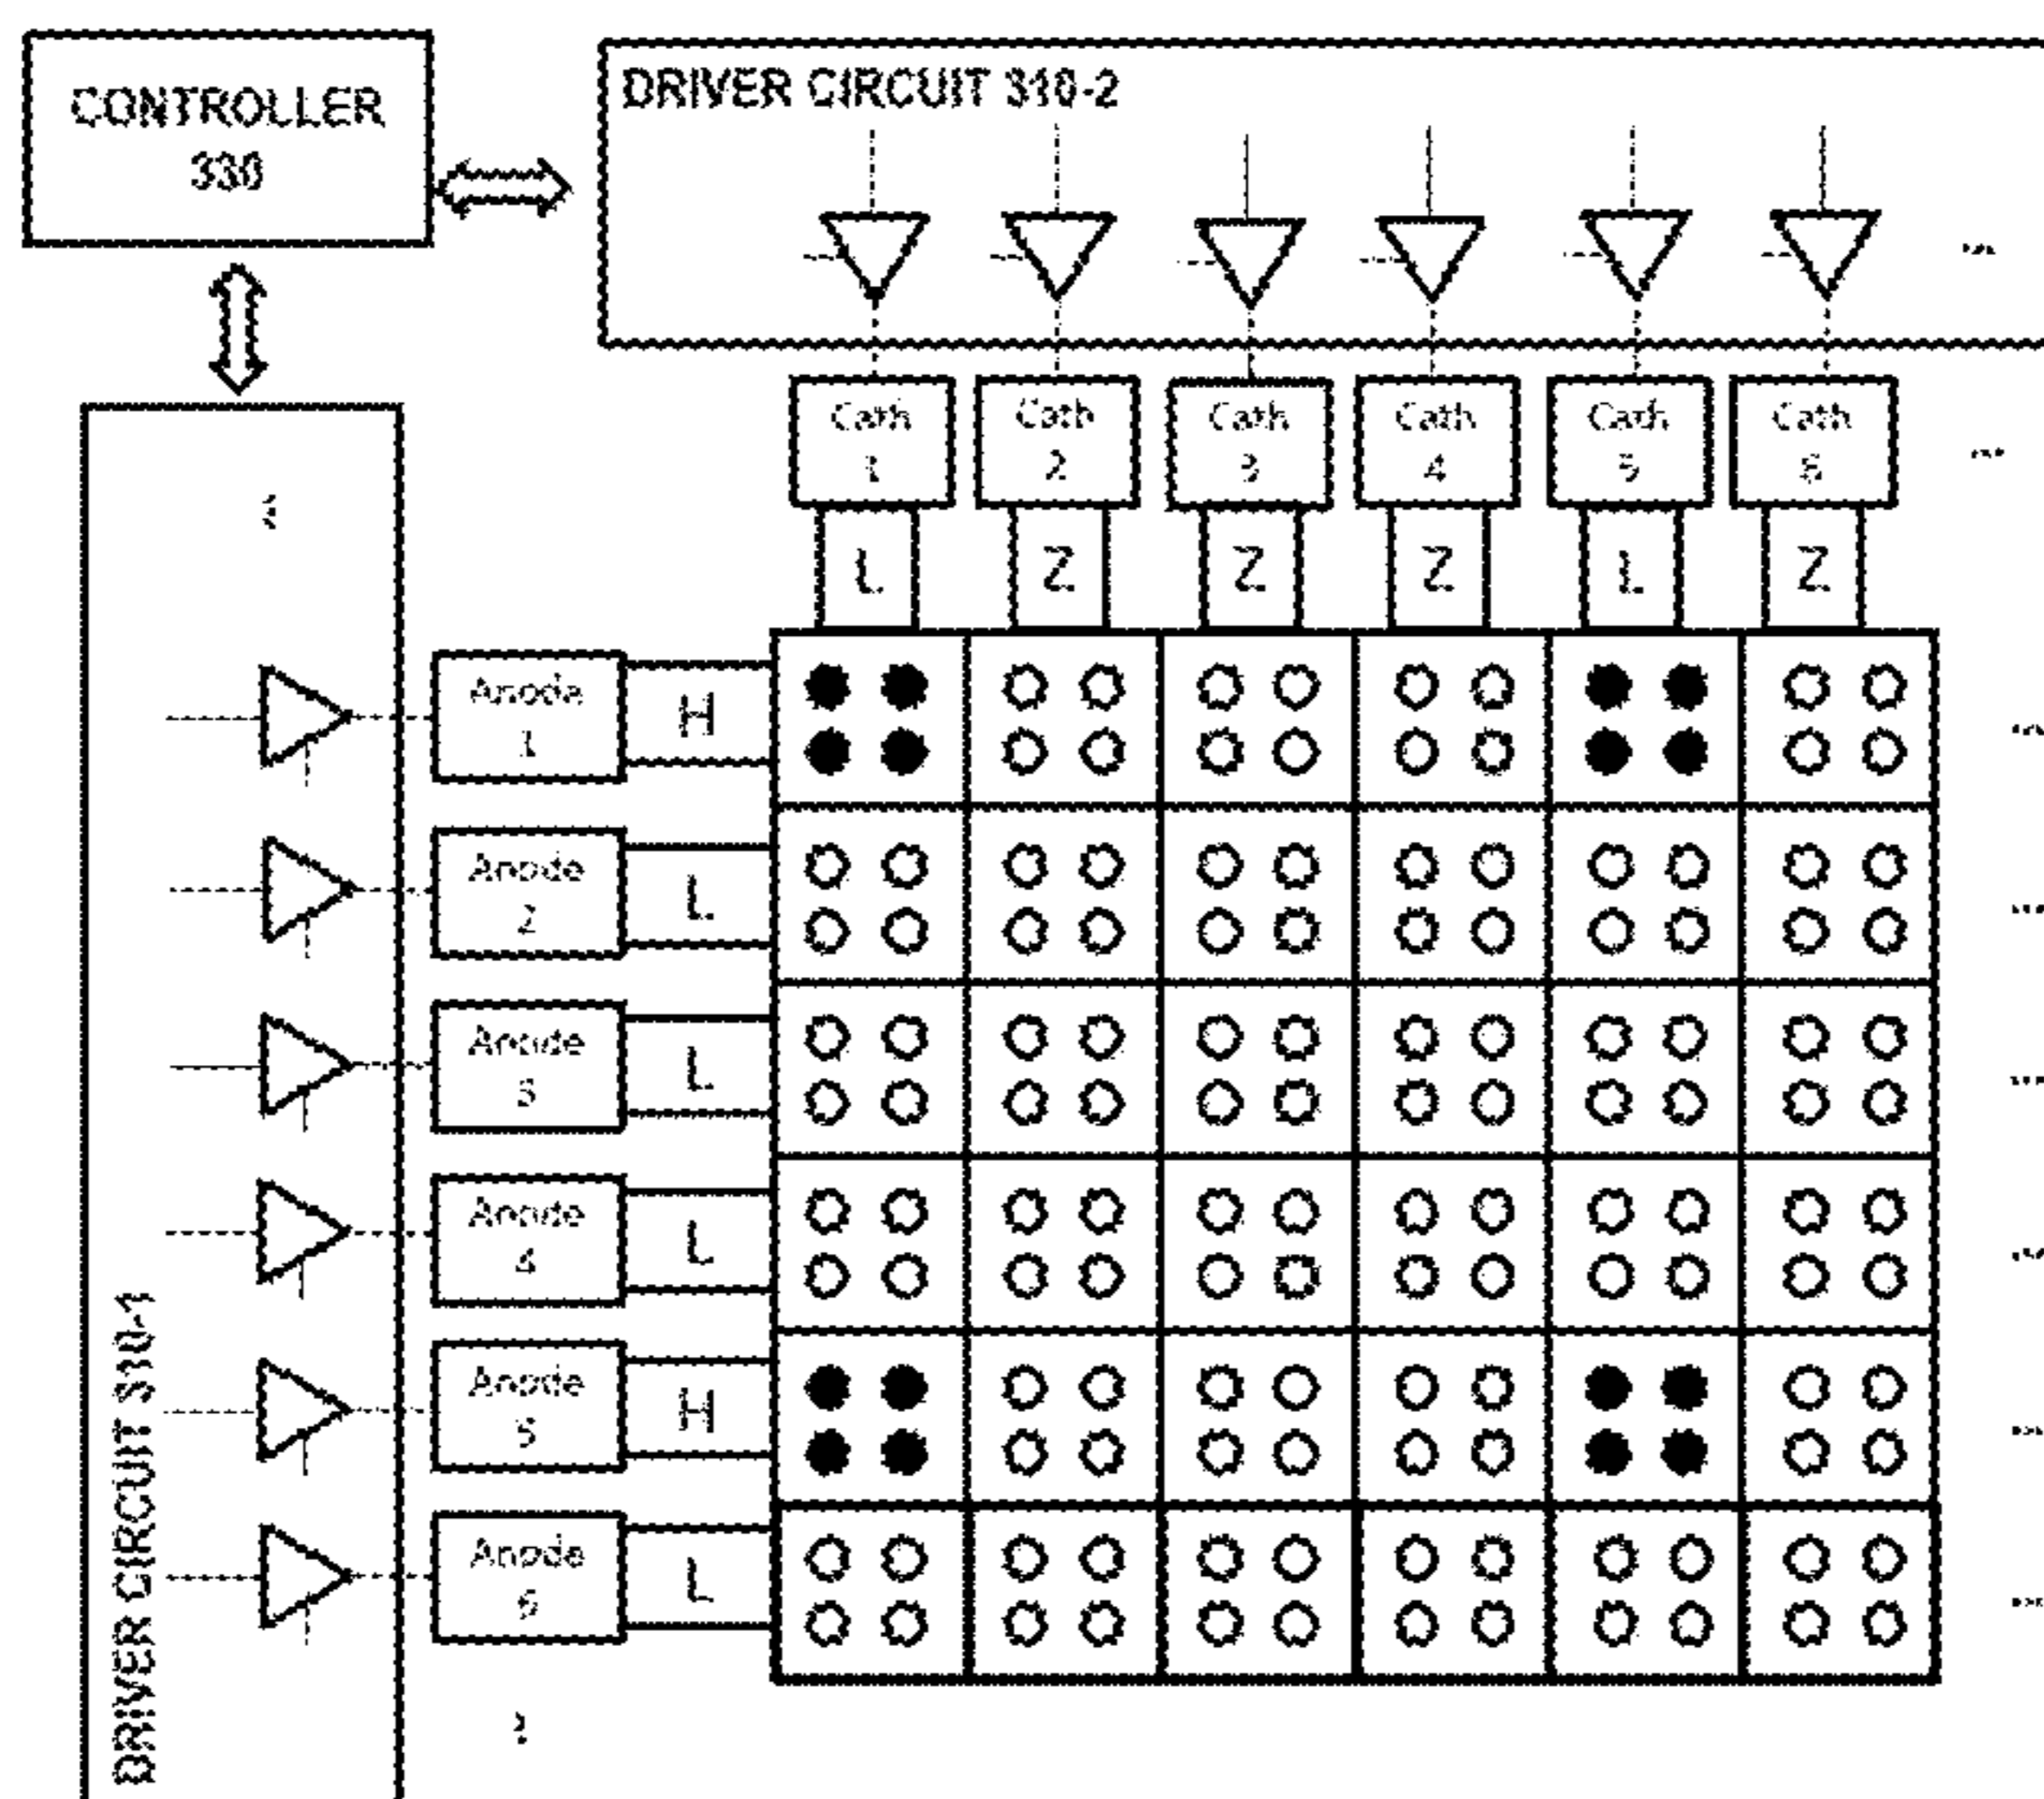 CONTROLLER
330
DRIVER CIRCUIT 310-2
Cath
1
Cath
2
Cath
3
Cath
4
Cath
5
Cath
6
L
Z
Z
Z
L
Z
Anode
1
H
Anode
2
L
Anode
3
L
Anode
4
L
Anode
5
H
Anode
6
L
DRIVER CIRCUIT 310-1